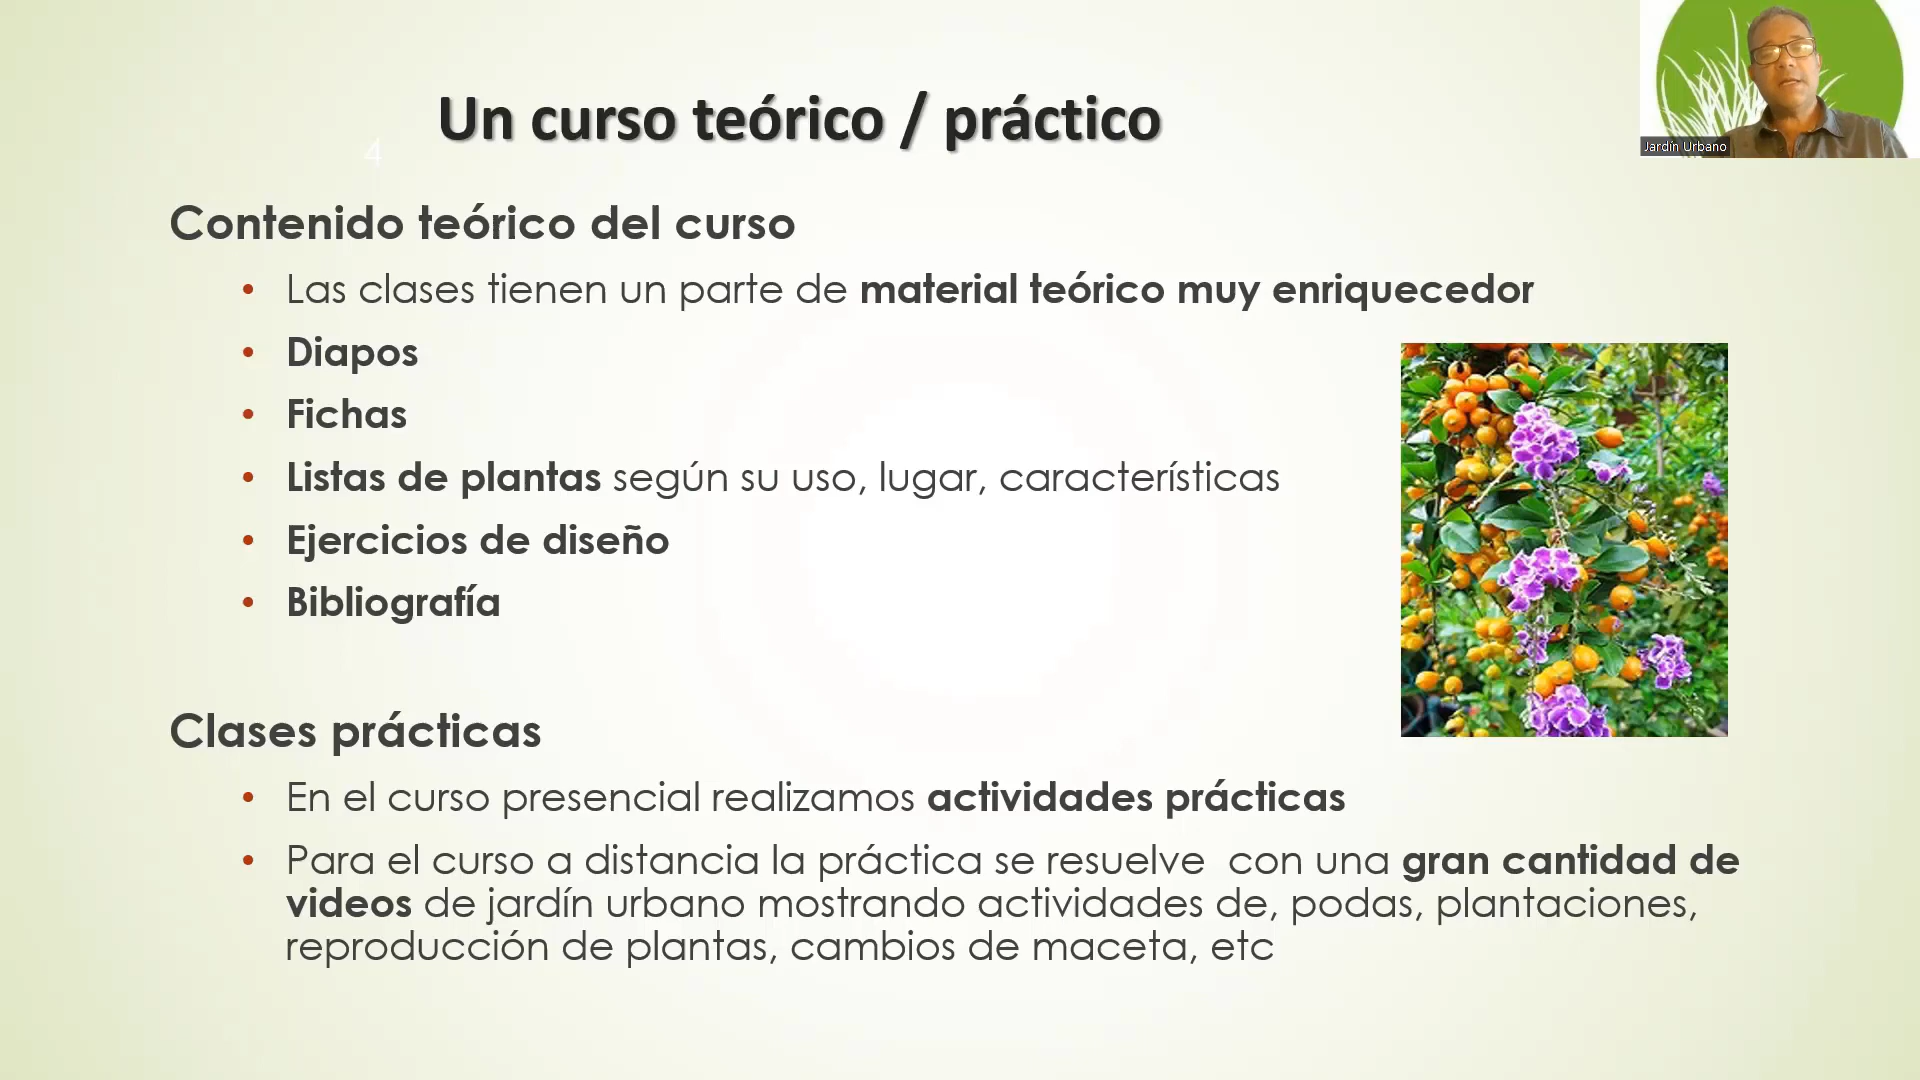 Un curso teórico / práctico
Jardín Urbano
4
Contenido teórico del curso
• Las clases tienen un parte de material teórico muy enriquecedor
• Diapos
• Fichas
• Listas de plantas según su uso, lugar, características
• Ejercicios de diseño
• Bibliografía
Clases prácticas
• En el curso presencial realizamos actividades prácticas
• Para el curso a distancia la práctica se resuelve  con una gran cantidad de
videos de jardín urbano mostrando actividades de, podas, plantaciones,
reproducción de plantas, cambios de maceta, etc